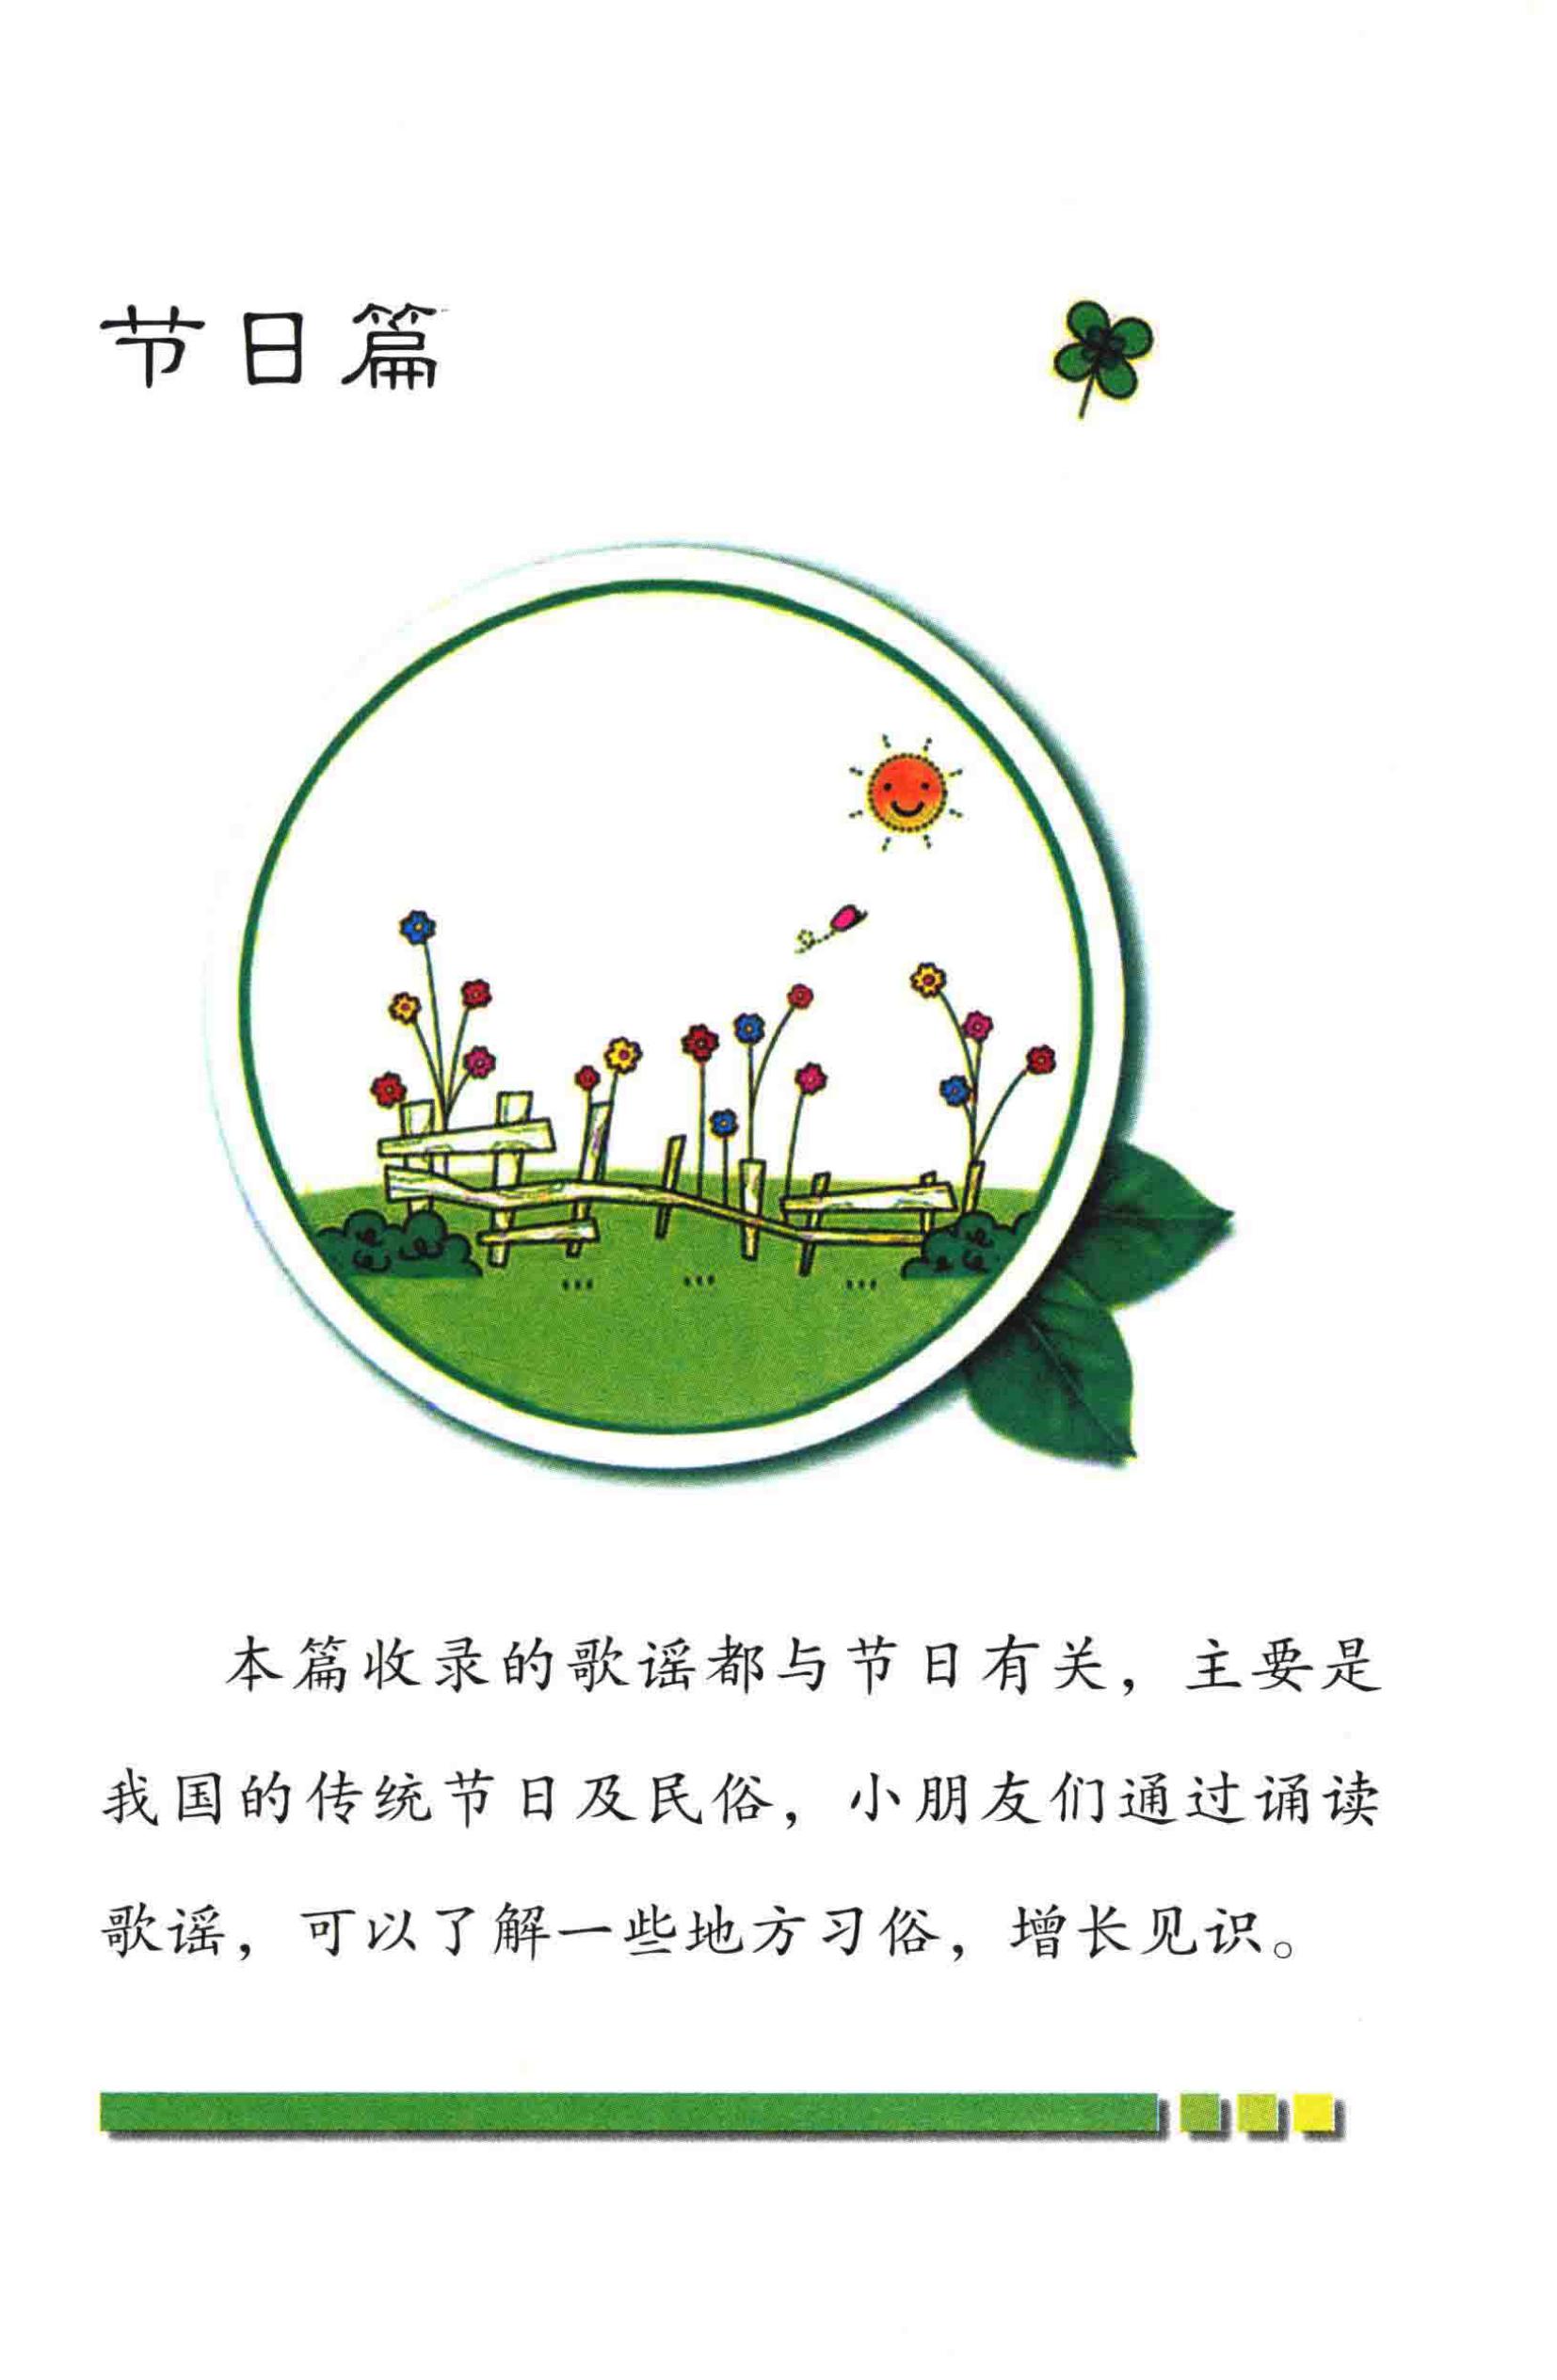 节日篇
本篇收录的歌谣都与节日有关，主要是
我国的传统节日及民俗，小朋友们通过诵读
歌谣，可以了解一些地方习俗，增长见识。